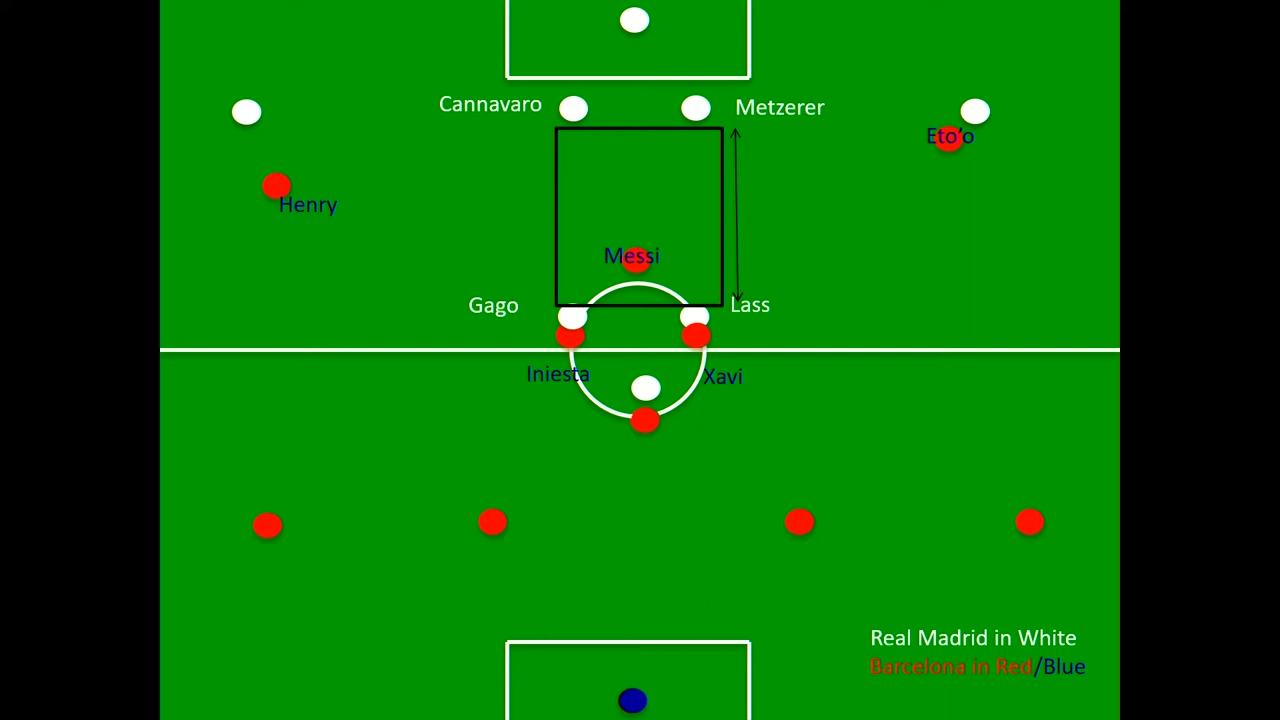 Cannavaro
Metzerer
Eto'o
Henry
Messi
Gago
Lass
Iniesta
Xavi
Real Madrid in White
Barcelona in Red/Blue